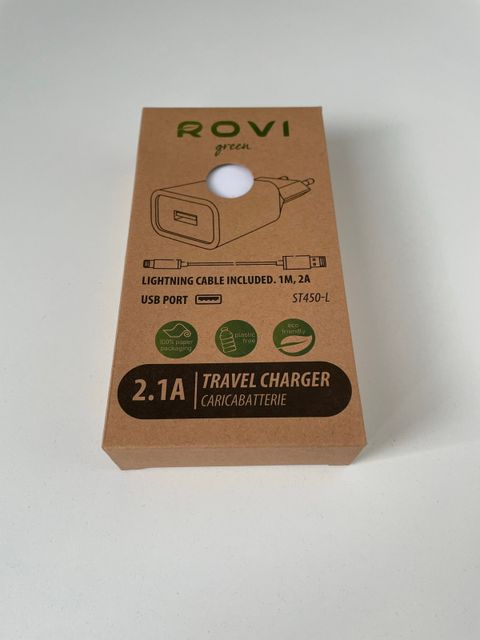 ROVI
green
LIGHTNING CABLE INCLUDED. 1M, 2A
USB PORT
ST450-L
100% paper
packaging
plastic
free
eco
friendly
2.1A
TRAVEL CHARGER
CARICABATTERIE